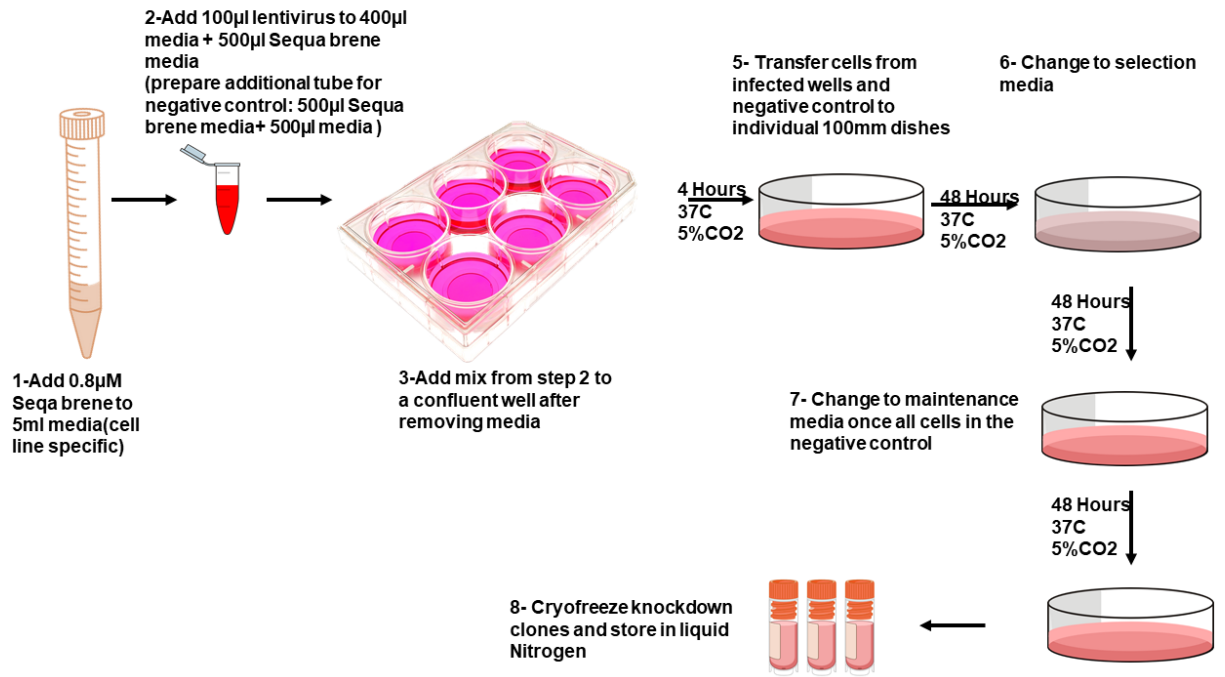 2-Add 100µl lentivirus to 400µl
media + 500µl Sequa brene
media
(prepare additional tube for
negative control: 500µl Sequa
brene media+ 500µl media )
1-Add 0.8µM
Seqa brene to
5ml media(cell
line specific)
3-Add mix from step 2 to
a confluent well after
removing media
4 Hours
37C
5%CO2
5- Transfer cells from
infected wells and
negative control to
individual 100mm dishes
48 Hours
37C
5%CO2
6- Change to selection
media
48 Hours
37C
5%CO2
7- Change to maintenance
media once all cells in the
negative control
48 Hours
37C
5%CO2
8- Cryofreeze knockdown
clones and store in liquid
Nitrogen